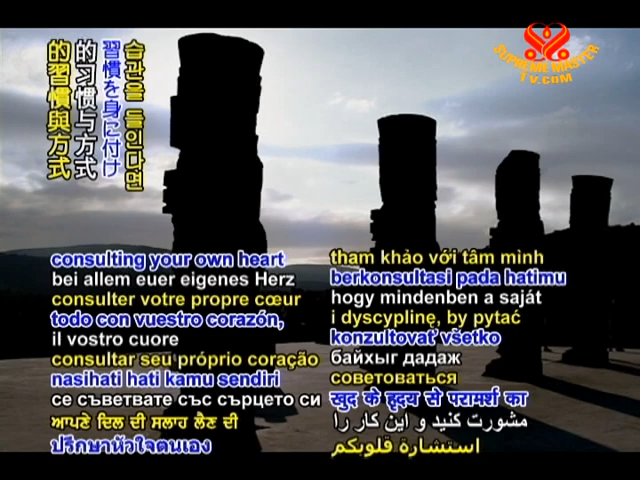 SUPREME MASTER
TV.COM
的習慣與方式
的习惯与方式
習慣を身に付け
습관을 들인다면
consulting your own heart
bei allem euer eigenes Herz
consulter votre propre cœur
todo con vuestro corazón,
il vostro cuore
consultar seu próprio coração
nasihati hati kamu sendiri
се съветвате със сърцето си
ਆਪਣੇ ਦਿਲ ਦੀ ਸਲਾਹ ਲੈਣ ਦੀ
ปรึกษาหัวใจตนเอง
tham khảo với tâm mình
berkonsultasi pada hatimu
hogy mindenben a saját
i dyscyplinę, by pytać
konzultovať všetko
байхыг дадаж
советоваться
खुद के हृदय से परामर्श का
مشورت کنید و این کار را
استشارة قلوبكم